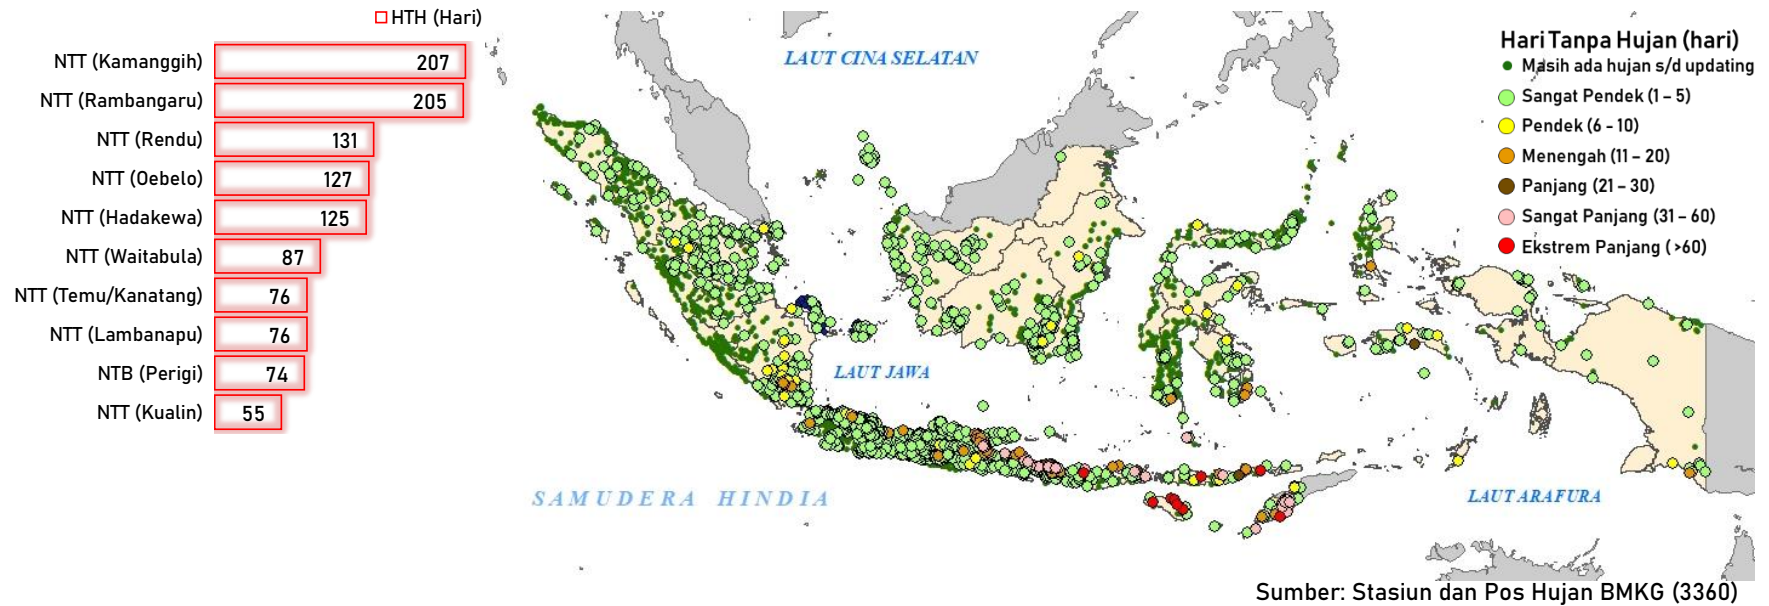 HTH (Hari)
NTT (Kamanggih) 207
NTT (Rambangaru) 205
NTT (Rendu) 131
NTT (Oebelo) 127
NTT (Hadakewa) 125
NTT (Waitabula) 87
NTT (Temu/Kanatang) 76
NTT (Lambanapu) 76
NTB (Perigi) 74
NTT (Kualin) 55
LAUT CINA SELATAN
LAUT JAWA
SAMUDERA HINDIA
LAUT ARAFURA
Hari Tanpa Hujan (hari)
Masih ada hujan s/d updating
Sangat Pendek (1 – 5)
Pendek (6 - 10)
Menengah (11 – 20)
Panjang (21 – 30)
Sangat Panjang (31 – 60)
Ekstrem Panjang ( >60)
Sumber: Stasiun dan Pos Hujan BMKG (3360)